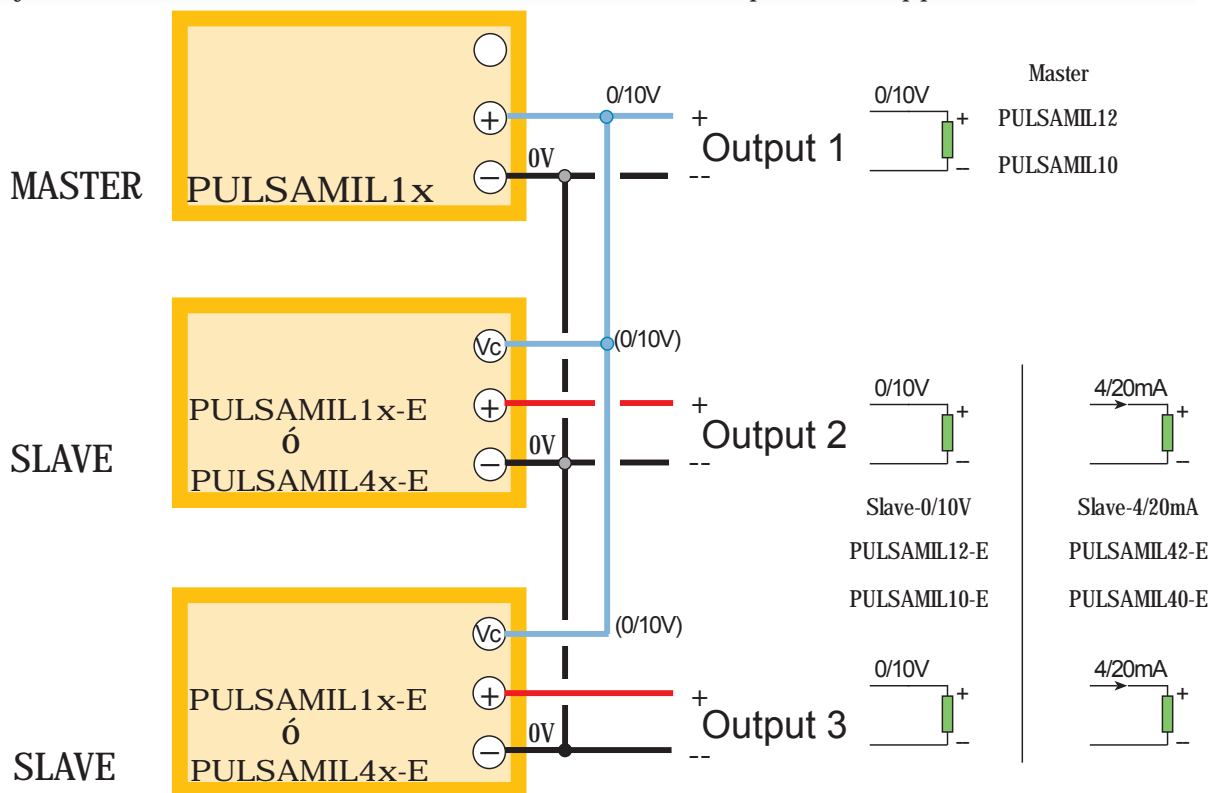 MASTER
PULSAMIL1x
+
−
0V
0/10V
+
Output 1
--
0/10V
+
−
Master
PULSAMIL12
PULSAMIL10
SLAVE
PULSAMIL1x-E
Ó
PULSAMIL4x-E
Vc
+
−
(0/10V)
0V
+
Output 2
--
0/10V
+
−
4/20mA
+
−
Slave-0/10V
Slave-4/20mA
PULSAMIL12-E
PULSAMIL42-E
PULSAMIL10-E
PULSAMIL40-E
SLAVE
PULSAMIL1x-E
Ó
PULSAMIL4x-E
Vc
+
−
(0/10V)
0V
+
Output 3
--
0/10V
+
−
4/20mA
+
−